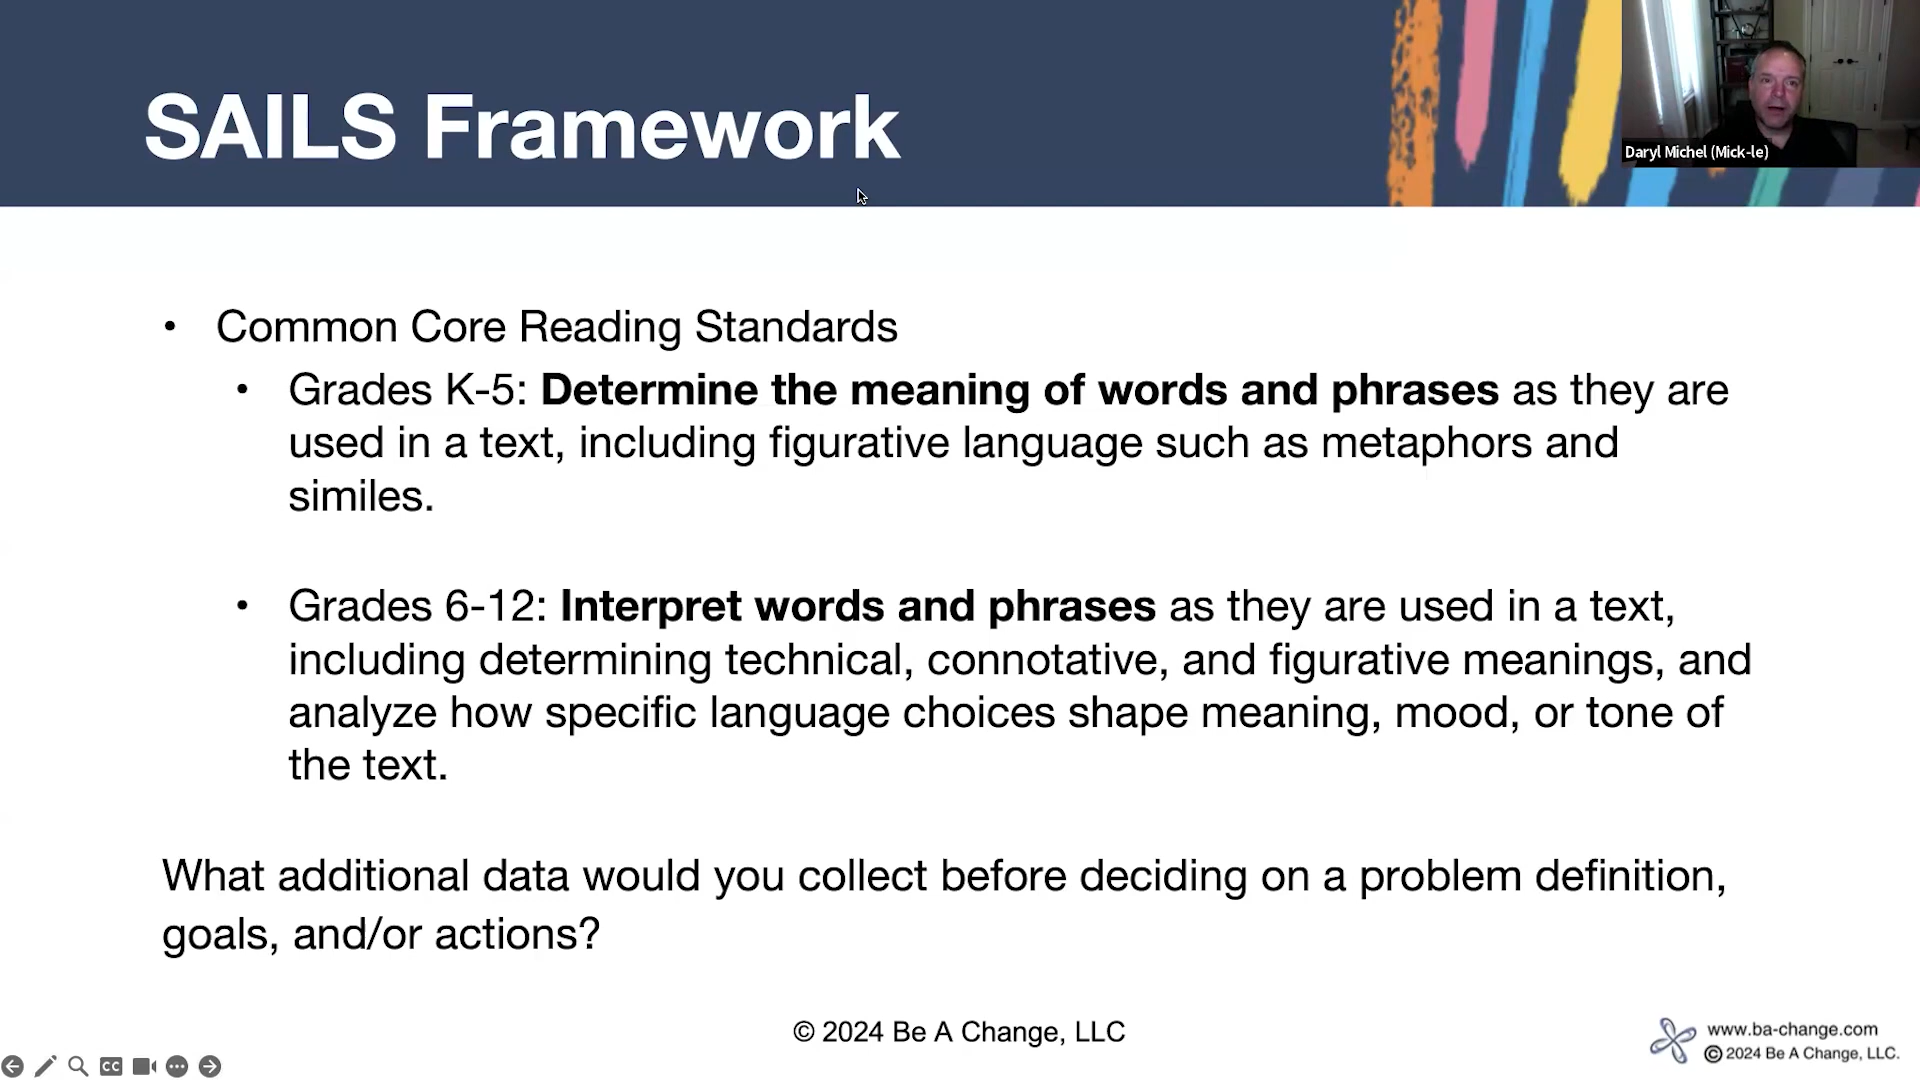 SAILS Framework
Daryl Michel (Mick-le)
• Common Core Reading Standards
• Grades K-5: Determine the meaning of words and phrases as they are
used in a text, including figurative language such as metaphors and
similes.
• Grades 6-12: Interpret words and phrases as they are used in a text,
including determining technical, connotative, and figurative meanings, and
analyze how specific language choices shape meaning, mood, or tone of
the text.
What additional data would you collect before deciding on a problem definition,
goals, and/or actions?
© 2024 Be A Change, LLC
www.ba-change.com
© 2024 Be A Change, LLC.
CC